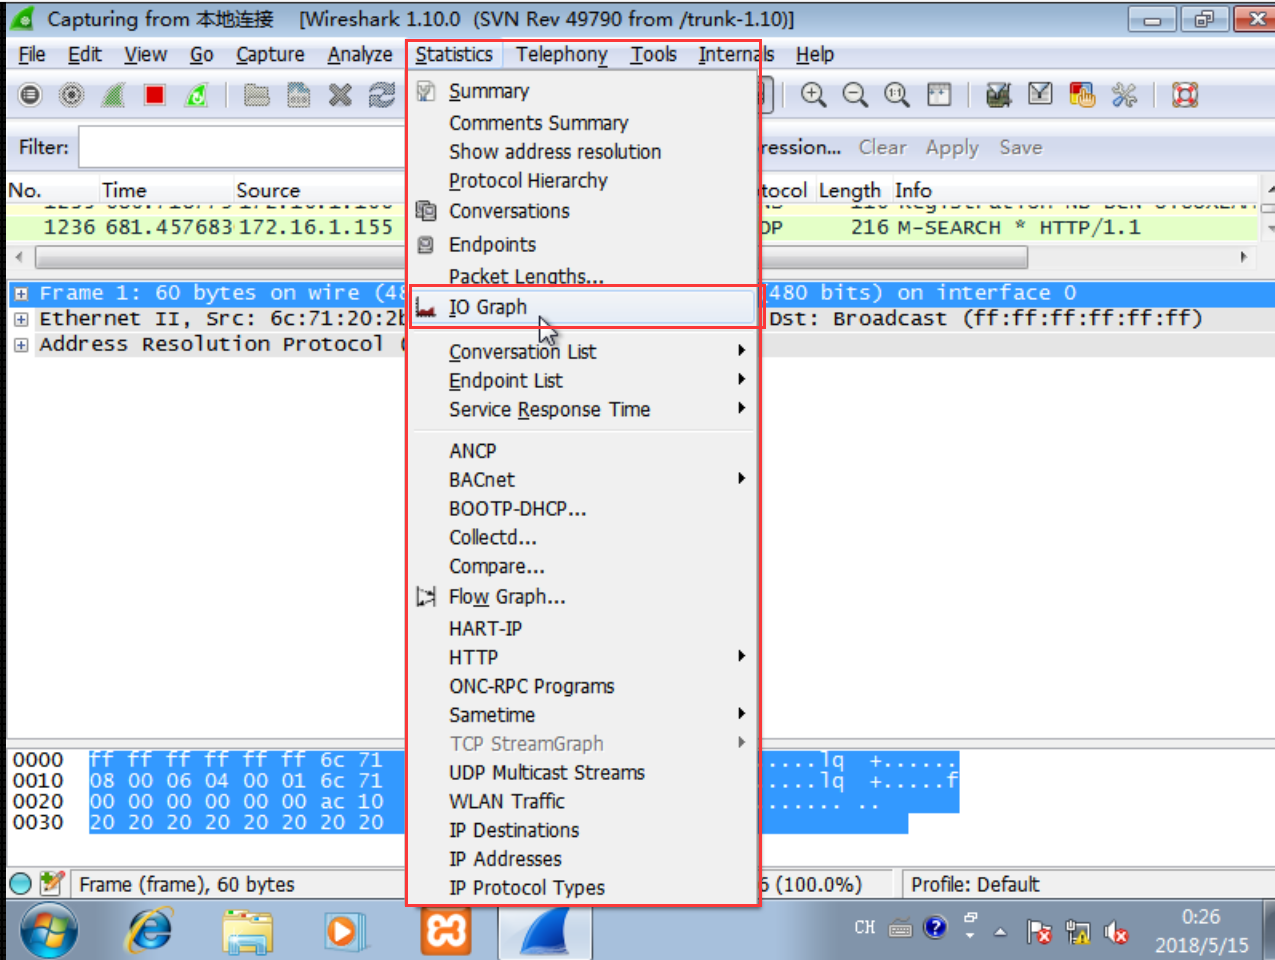 Capturing from 本地连接 [Wireshark 1.10.0 (SVN Rev 49790 from /trunk-1.10)]
File Edit View Go Capture Analyze Statistics Telephony Tools Internals Help
Filter: ression... Clear Apply Save
No. Time Source tocol Length Info
1236 681.457683 172.16.1.155 DP 216 M-SEARCH * HTTP/1.1
Frame 1: 60 bytes on wire (48 480 bits) on interface 0
Ethernet II, Src: 6c:71:20:2b Dst: Broadcast (ff:ff:ff:ff:ff:ff)
Address Resolution Protocol (
Summary
Comments Summary
Show address resolution
Protocol Hierarchy
Conversations
Endpoints
Packet Lengths...
IO Graph
Conversation List
Endpoint List
Service Response Time
ANCP
BACnet
BOOTP-DHCP...
Collectd...
Compare...
Flow Graph...
HART-IP
HTTP
ONC-RPC Programs
Sametime
TCP StreamGraph
UDP Multicast Streams
WLAN Traffic
IP Destinations
IP Addresses
IP Protocol Types
0000 ff ff ff ff ff ff 6c 71 .....lq +......
0010 08 00 06 04 00 01 6c 71 .....lq +.....f
0020 00 00 00 00 00 00 ac 10 ........ ..
0030 20 20 20 20 20 20 20 20
Frame (frame), 60 bytes 6 (100.0%) Profile: Default
CH
0:26
2018/5/15